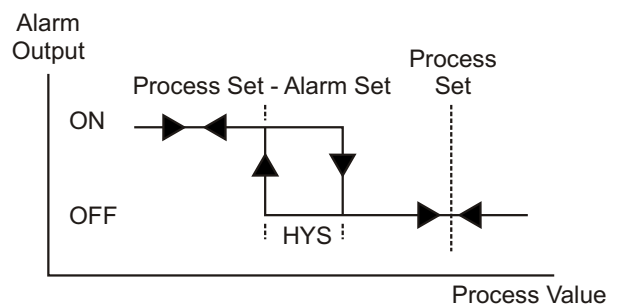 Alarm
Output
Process
Set
Process Set - Alarm Set
ON
OFF
HYS
Process Value